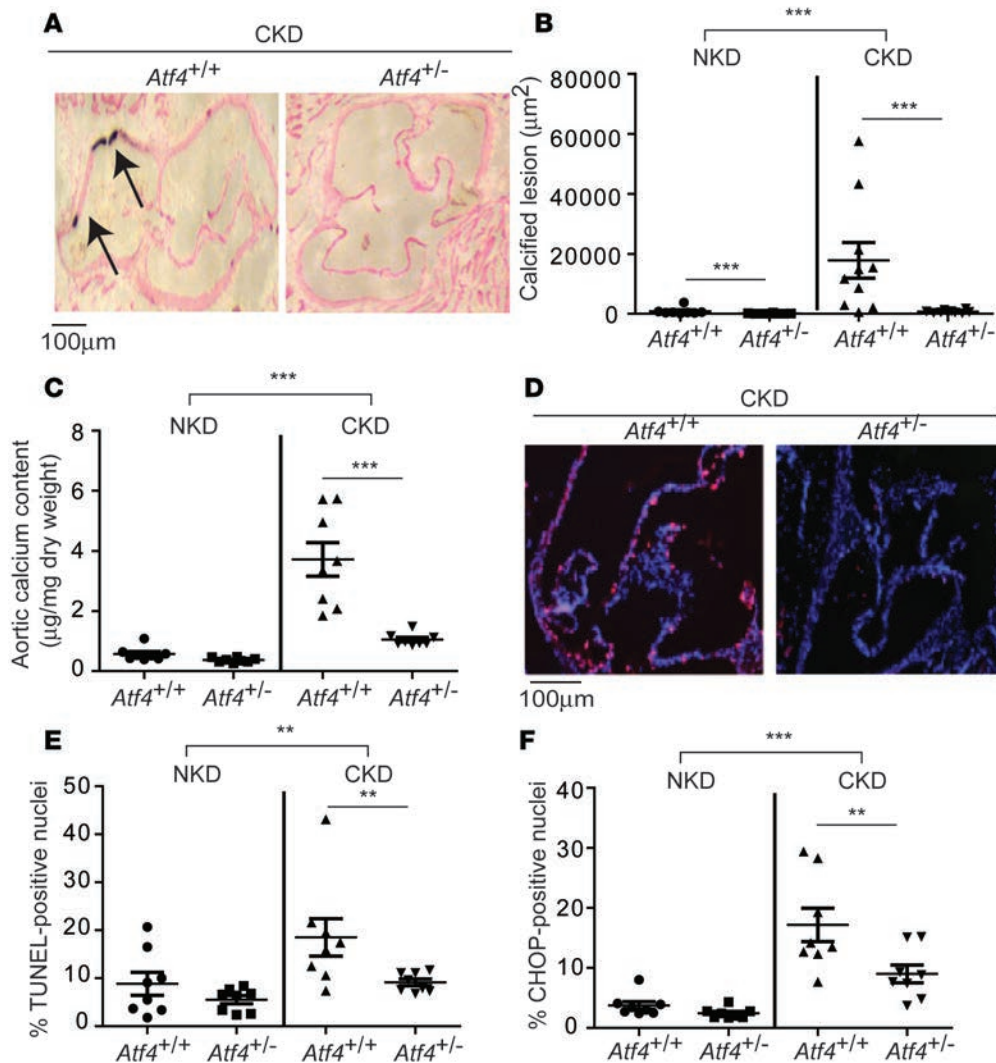 A
CKD
Atf4+/+
Atf4+/-
100μm
B
***
NKD
CKD
***
***
Calcified lesion (μm²)
80000
60000
40000
20000
0
Atf4+/+
Atf4+/-
Atf4+/+
Atf4+/-
C
***
NKD
CKD
***
Aortic calcium content
(μg/mg dry weight)
8
6
4
2
0
Atf4+/+
Atf4+/-
Atf4+/+
Atf4+/-
D
CKD
Atf4+/+
Atf4+/-
100μm
E
**
NKD
CKD
**
% TUNEL-positive nuclei
50
40
30
20
10
0
Atf4+/+
Atf4+/-
Atf4+/+
Atf4+/-
F
***
NKD
CKD
**
% CHOP-positive nuclei
40
30
20
10
0
Atf4+/+
Atf4+/-
Atf4+/+
Atf4+/-